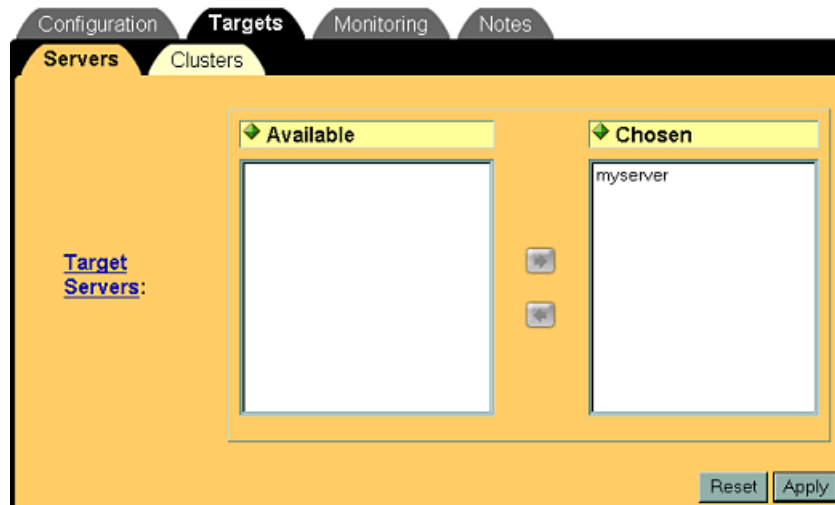 Configuration Targets Monitoring Notes
Servers Clusters
Available Chosen
myserver
Target
Servers:
Reset Apply